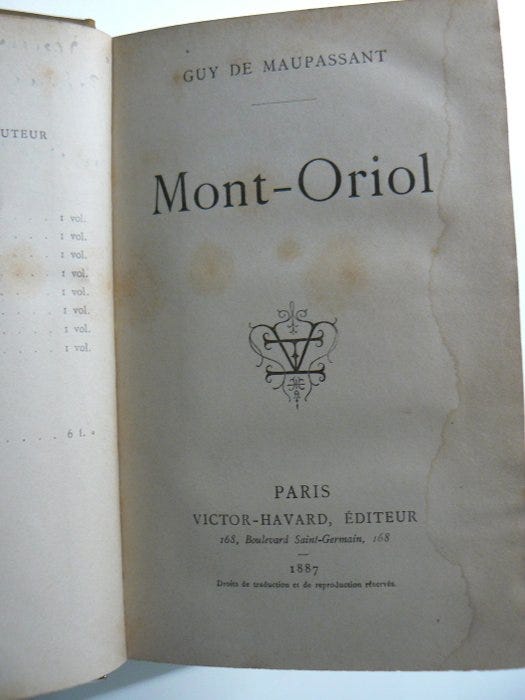 UTEUR
. . . . 1 vol.
. . . . 1 vol.
. . . . 1 vol.
. . . . 1 vol.
. . . . 1 vol.
. . . . 1 vol.
. . . . 1 vol.
. . . . 1 vol.
. . . . . 6 f. »
GUY DE MAUPASSANT
Mont-Oriol
PARIS
VICTOR-HAVARD, ÉDITEUR
168, Boulevard Saint-Germain, 168
1887
Droits de traduction et de reproduction réservés.